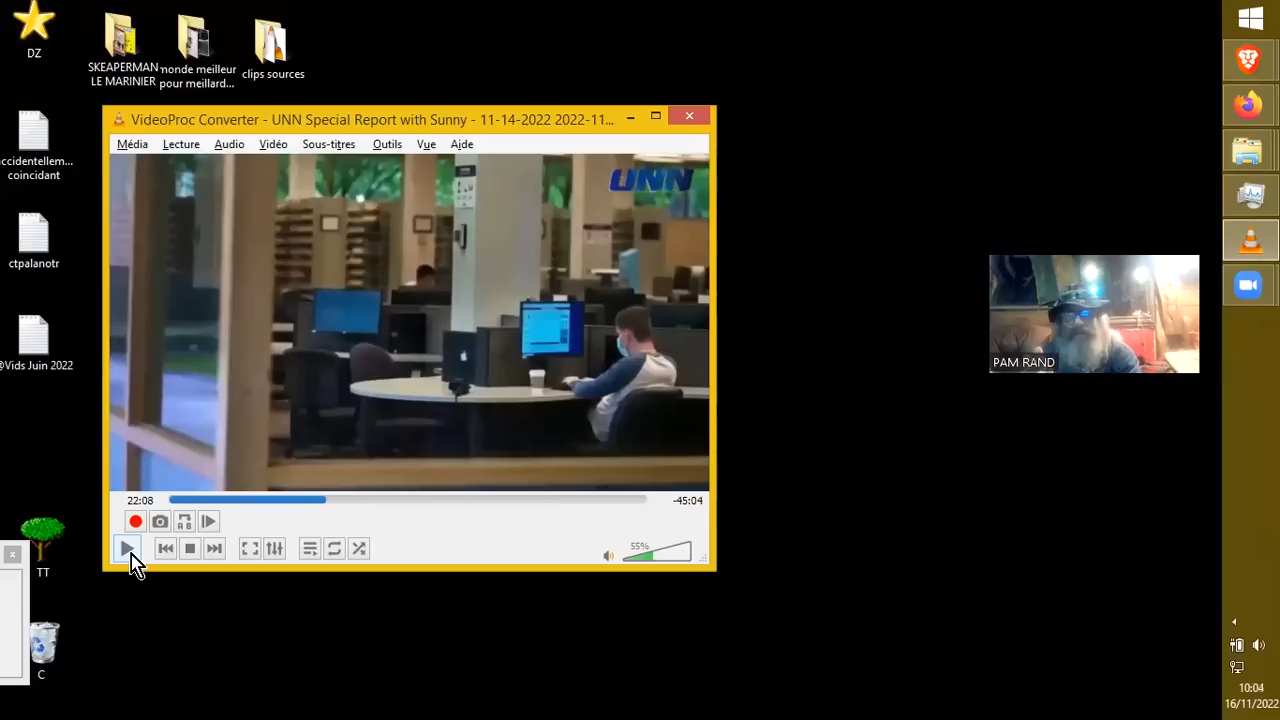 DZ
SKEAPERMAN
LE MARINIER
monde meilleur
pour meillard...
clips sources
VideoProc Converter - UNN Special Report with Sunny - 11-14-2022 2022-11...
Média Lecture Audio Vidéo Sous-titres Outils Vue Aide
UNN
ccidentellem...
coincidant
ctpalanotr
@Vids Juin 2022
PAM RAND
22:08
-45:04
55%
TT
C
10:04
16/11/2022